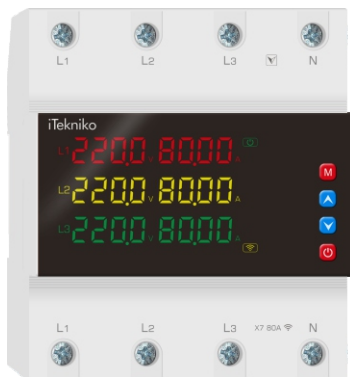 L1 L2 L3 N
iTekniko
L1 220.0 V 80.00 A
L2 220.0 V 80.00 A
L3 220.0 V 80.00 A
M
L1 L2 L3 X7 80A N